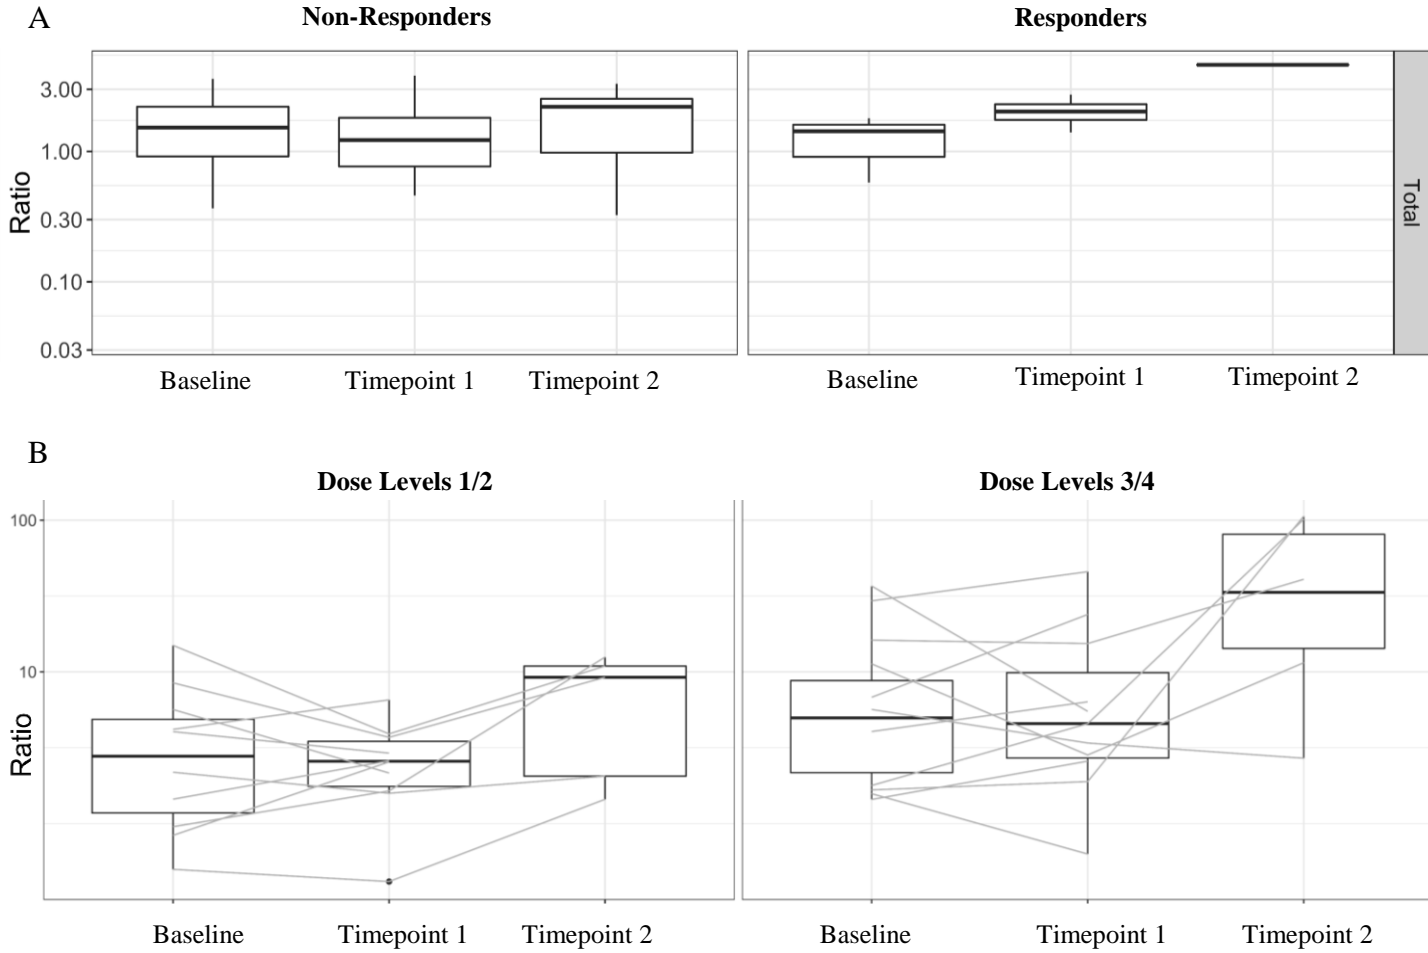 A
Non-Responders
Responders
Ratio
3.00
1.00
0.30
0.10
0.03
Total
Baseline
Timepoint 1
Timepoint 2
Baseline
Timepoint 1
Timepoint 2
B
Dose Levels 1/2
Dose Levels 3/4
Ratio
100
10
Baseline
Timepoint 1
Timepoint 2
Baseline
Timepoint 1
Timepoint 2